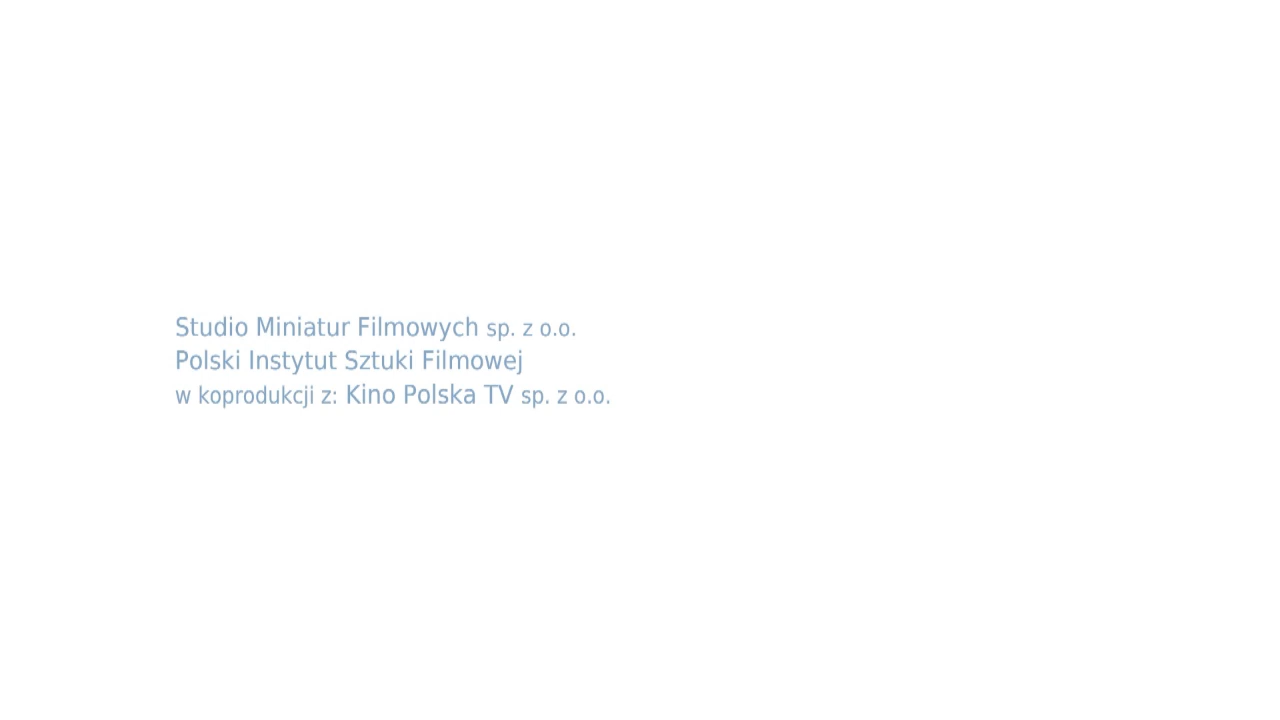 Studio Miniatur Filmowych sp. z o.o.
Polski Instytut Sztuki Filmowej
w koprodukcji z: Kino Polska TV sp. z o.o.